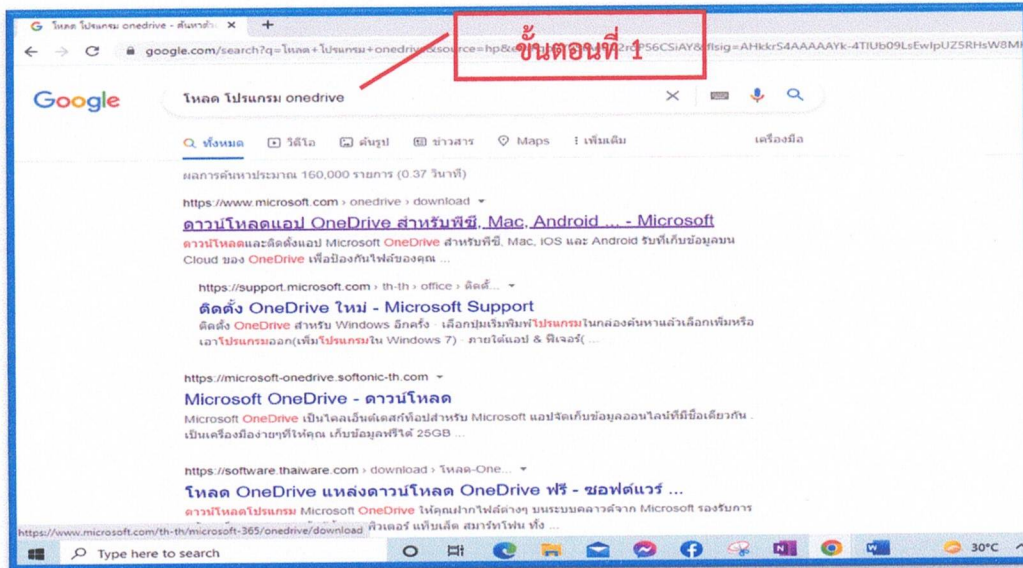 โหลด โปรแกรม onedrive - ค้นหาด้
ขั้นตอนที่ 1
google.com/search?q=โหลด+โปรแกรม+onedrive&source=hp
Google
โหลด โปรแกรม onedrive
ทั้งหมด วิดีโอ ค้นรูป ข่าวสาร Maps เพิ่มเติม เครื่องมือ
ผลการค้นหาประมาณ 160,000 รายการ (0.37 วินาที)
https://www.microsoft.com › onedrive › download
ดาวน์โหลดแอป OneDrive สำหรับพีซี, Mac, Android ... - Microsoft
ดาวน์โหลดและติดตั้งแอป Microsoft OneDrive สำหรับพีซี, Mac, iOS และ Android รับที่เก็บข้อมูลบน
Cloud ของ OneDrive เพื่อป้องกันไฟล์ของคุณ ...
https://support.microsoft.com › th-th › office › ติดตั้...
ติดตั้ง OneDrive ใหม่ - Microsoft Support
ติดตั้ง OneDrive สำหรับ Windows อีกครั้ง · เลือกปุ่มเริ่มพิมพ์โปรแกรมในกล่องค้นหาแล้วเลือกเพิ่มหรือ
เอาโปรแกรมออก(เพิ่มโปรแกรมใน Windows 7) · ภายใต้แอป & ฟีเจอร์( ...
https://microsoft-onedrive.softonic-th.com
Microsoft OneDrive - ดาวน์โหลด
Microsoft OneDrive เป็นไคลเอ็นต์เดสก์ท็อปสำหรับ Microsoft แอปจัดเก็บข้อมูลออนไลน์ที่มีชื่อเดียวกัน .
เป็นเครื่องมือง่ายๆที่ให้คุณ เก็บข้อมูลฟรีได้ 25GB ...
https://software.thaiware.com › download › โหลด-One...
โหลด OneDrive แหล่งดาวน์โหลด OneDrive ฟรี - ซอฟต์แวร์ ...
ดาวน์โหลดโปรแกรม Microsoft OneDrive ให้คุณฝากไฟล์ต่างๆ บนระบบคลาวด์จาก Microsoft รองรับการ
พิวเตอร์ แท็บเล็ต สมาร์ทโฟน ทั้ง ...
https://www.microsoft.com/th-th/microsoft-365/onedrive/download
Type here to search
30°C